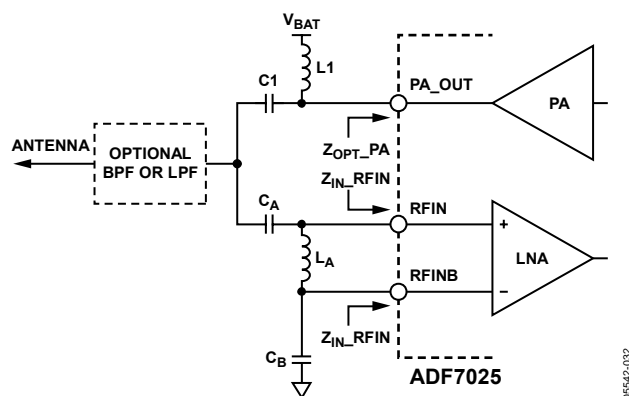 VBAT
L1
C1
PA_OUT
PA
ANTENNA
OPTIONAL
BPF OR LPF
ZOPT_PA
ZIN_RFIN
CA
RFIN
+
LA
LNA
RFINB
−
ZIN_RFIN
CB
ADF7025
05542-032